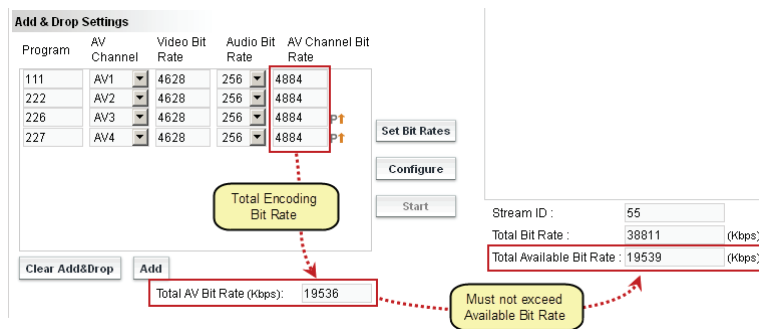 Add & Drop Settings
Program AV Channel Video Bit Rate Audio Bit Rate AV Channel Bit Rate
111 AV1 4628 256 4884
222 AV2 4628 256 4884
226 AV3 4628 256 4884 P↑
227 AV4 4628 256 4884 P↑
Set Bit Rates
Configure
Start
Total Encoding
Bit Rate
Clear Add&Drop Add
Total AV Bit Rate (Kbps): 19536
Stream ID : 55
Total Bit Rate : 38811 (Kbps)
Total Available Bit Rate : 19539 (Kbps)
Must not exceed
Available Bit Rate